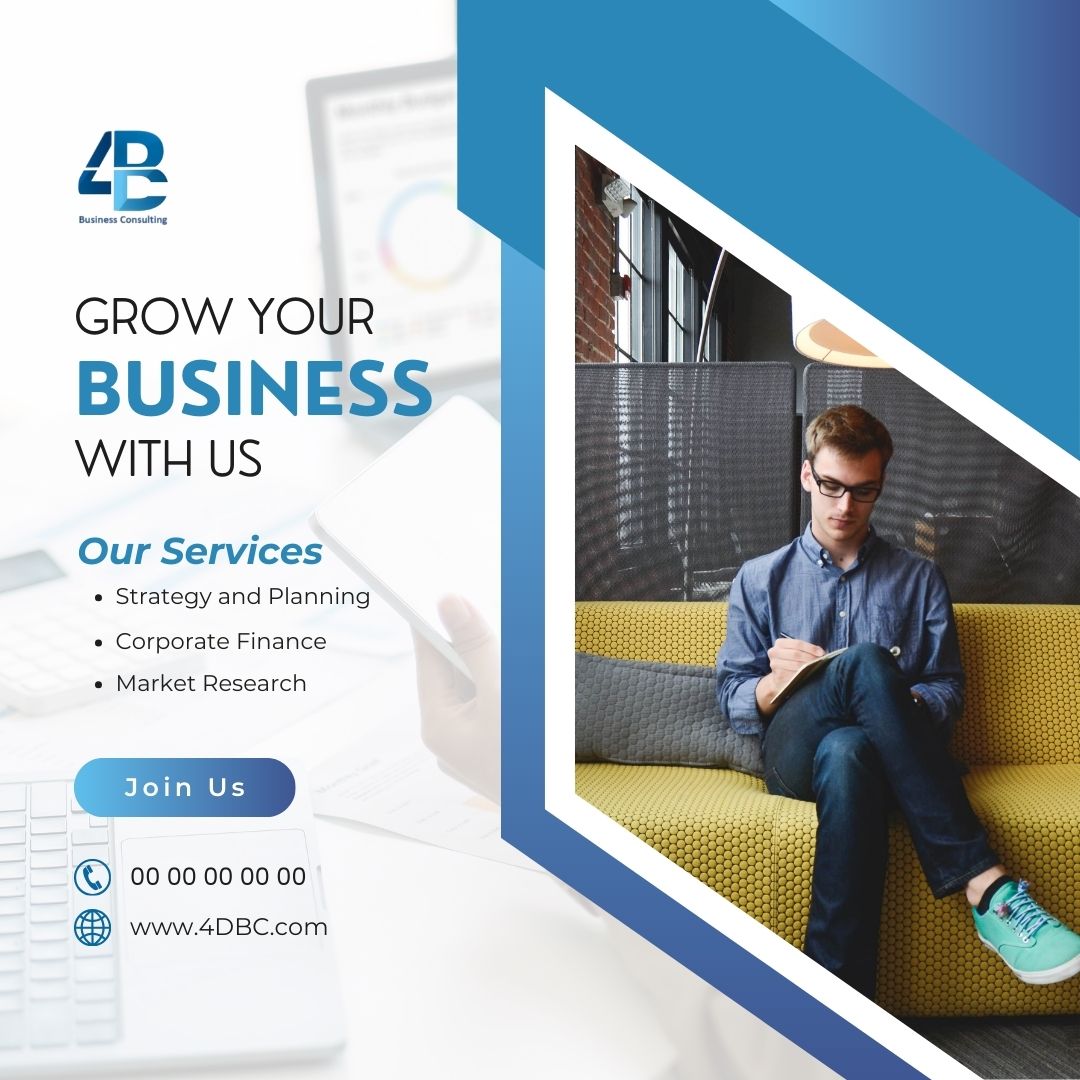 4DBC
Business Consulting
GROW YOUR
BUSINESS
WITH US
Our Services
• Strategy and Planning
• Corporate Finance
• Market Research
Join Us
00 00 00 00 00
www.4DBC.com